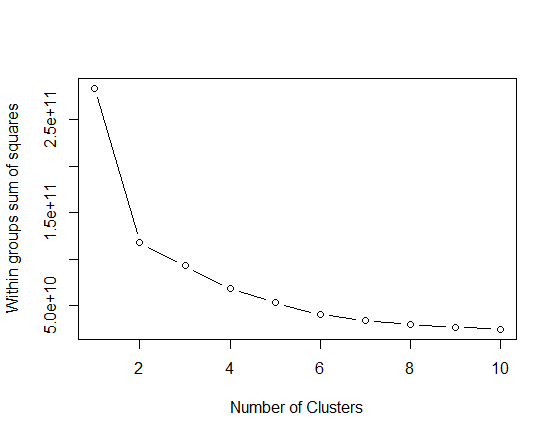 Within groups sum of squares
2.5e+11
1.5e+11
5.0e+10
2 4 6 8 10
Number of Clusters